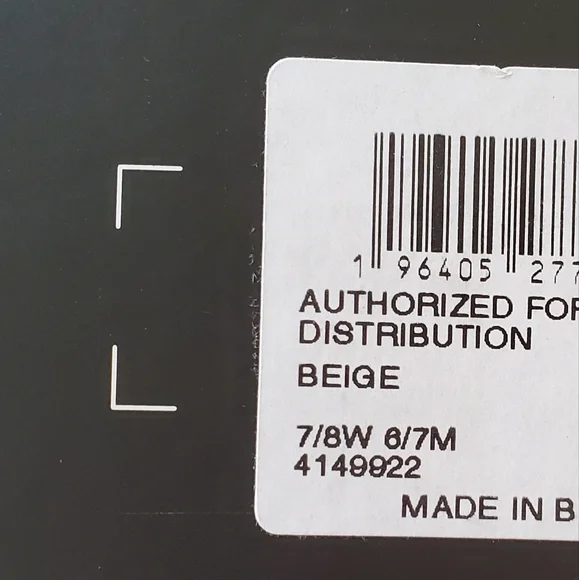 1 96405 277
AUTHORIZED FOR
DISTRIBUTION
BEIGE
7/8W 6/7M
4149922
MADE IN B